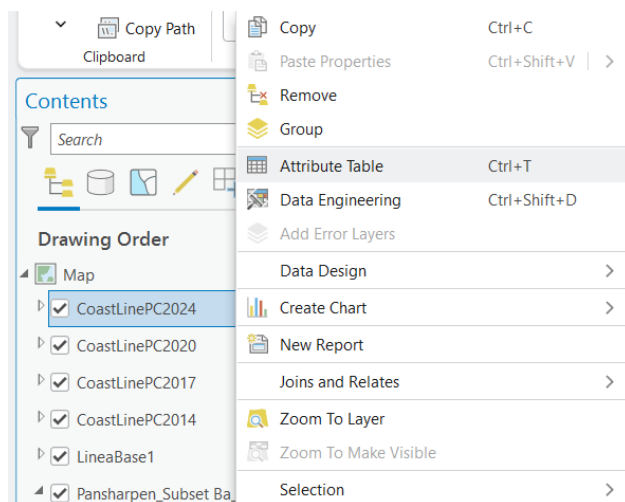 Copy Path
Clipboard
Contents
Search
Drawing Order
Map
CoastLinePC2024
CoastLinePC2020
CoastLinePC2017
CoastLinePC2014
LineaBase1
Pansharpen_Subset Ba_
Copy Ctrl+C
Paste Properties Ctrl+Shift+V
Remove
Group
Attribute Table Ctrl+T
Data Engineering Ctrl+Shift+D
Add Error Layers
Data Design
Create Chart
New Report
Joins and Relates
Zoom To Layer
Zoom To Make Visible
Selection